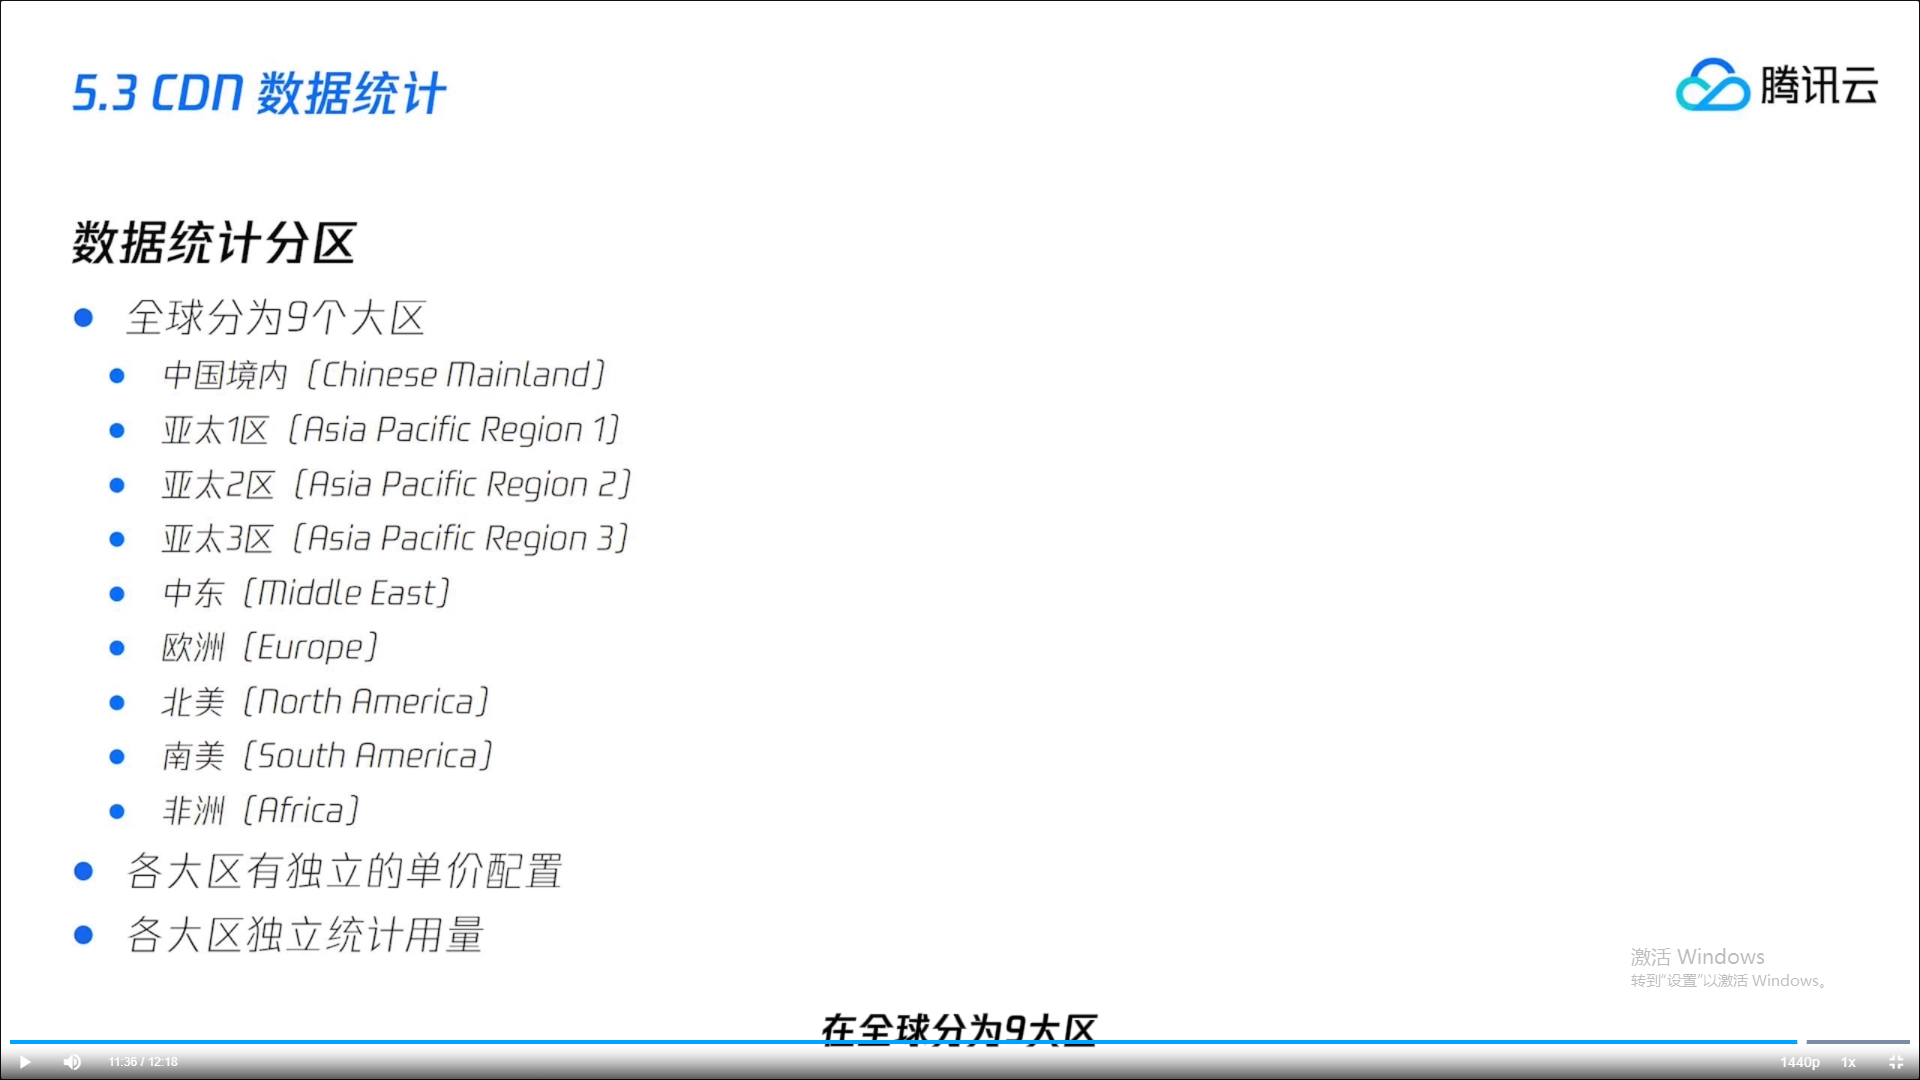 5.3 CDN 数据统计
腾讯云
数据统计分区
全球分为9个大区
中国境内（Chinese Mainland）
亚太1区（Asia Pacific Region 1）
亚太2区（Asia Pacific Region 2）
亚太3区（Asia Pacific Region 3）
中东（Middle East）
欧洲（Europe）
北美（North America）
南美（South America）
非洲（Africa）
各大区有独立的单价配置
各大区独立统计用量
激活 Windows
转到“设置”以激活 Windows。
在全球分为9大区
11:36 / 12:18
1440p 1x